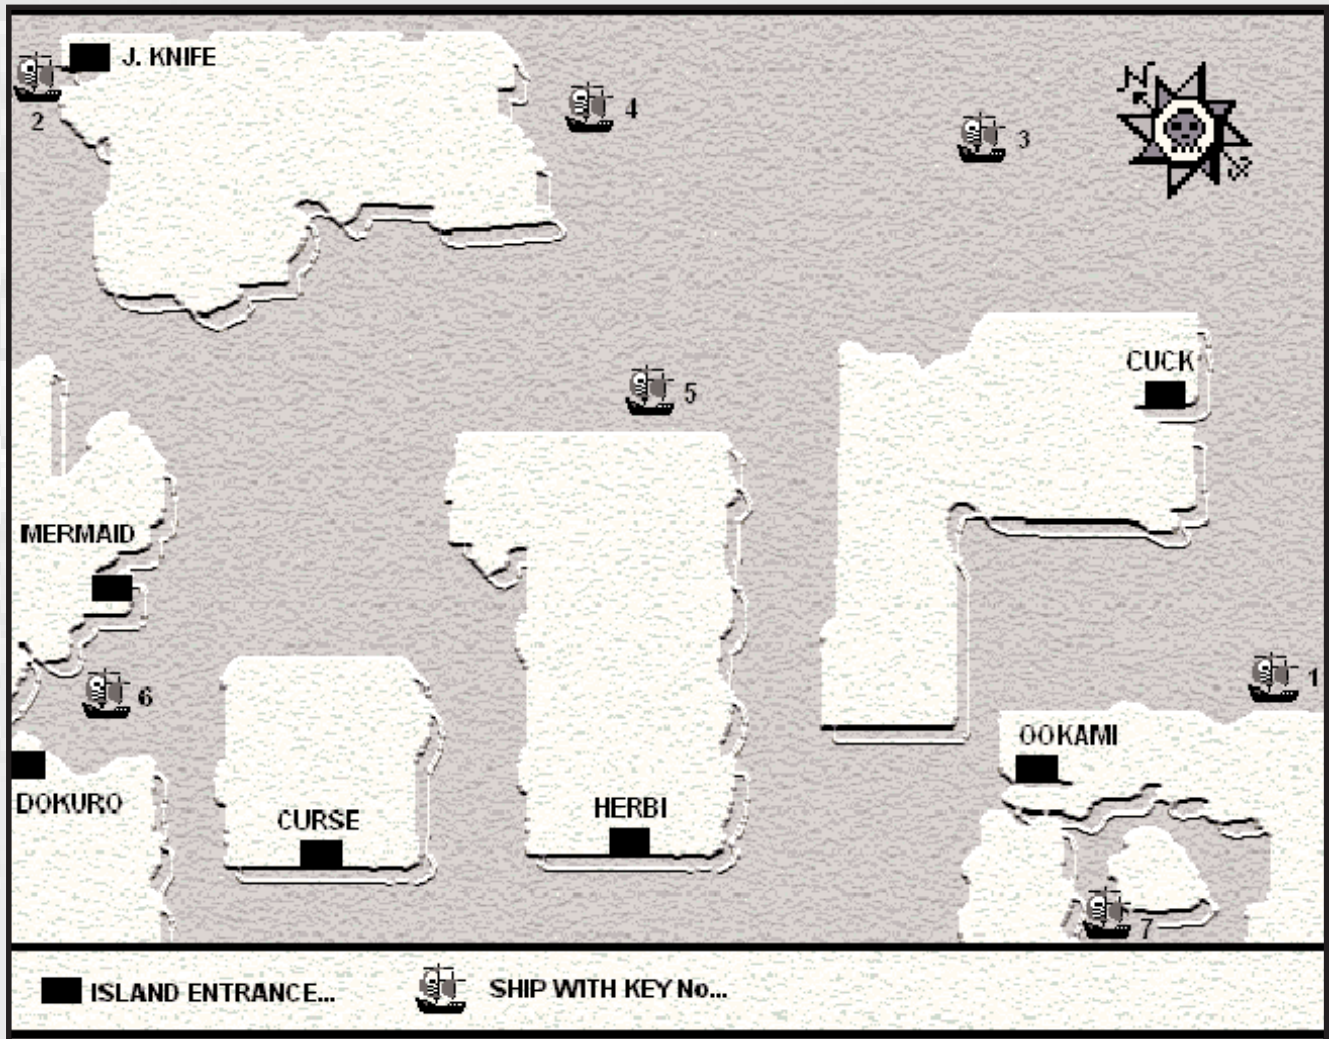 J. KNIFE
2
4
3
N
S
CUCK
5
MERMAID
6
1
OOKAMI
DOKURO
CURSE
HERBI
7
ISLAND ENTRANCE...
SHIP WITH KEY No...